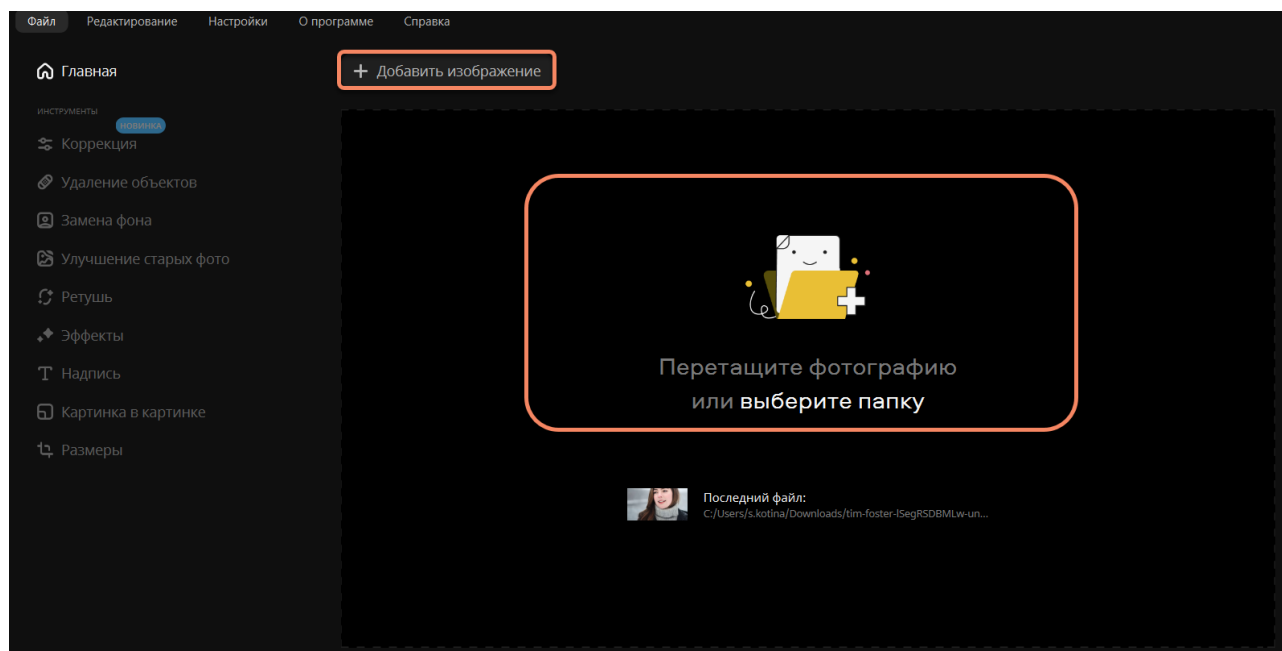 Файл Редактирование Настройки О программе Справка
Главная
+ Добавить изображение
ИНСТРУМЕНТЫ
НОВИНКА
Коррекция
Удаление объектов
Замена фона
Улучшение старых фото
Ретушь
Эффекты
Надпись
Картинка в картинке
Размеры
Перетащите фотографию
или выберите папку
Последний файл:
C:/Users/s.kotina/Downloads/tim-foster-lSegRSDBMLw-un...